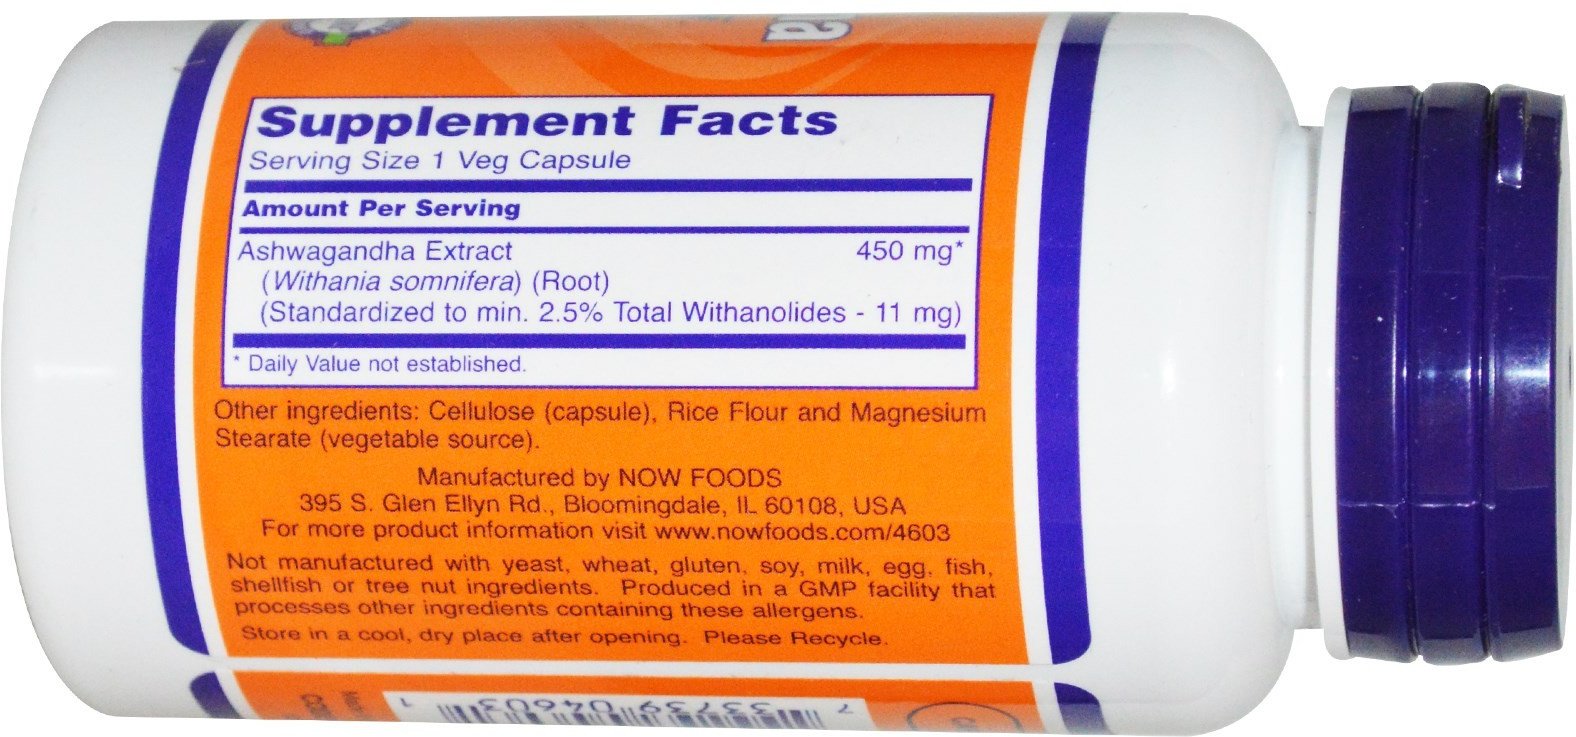 Supplement Facts
Serving Size 1 Veg Capsule
Amount Per Serving
Ashwagandha Extract 450 mg*
(Withania somnifera) (Root)
(Standardized to min. 2.5% Total Withanolides - 11 mg)
* Daily Value not established.
Other ingredients: Cellulose (capsule), Rice Flour and Magnesium
Stearate (vegetable source).
Manufactured by NOW FOODS
395 S. Glen Ellyn Rd., Bloomingdale, IL 60108, USA
For more product information visit www.nowfoods.com/4603
Not manufactured with yeast, wheat, gluten, soy, milk, egg, fish,
shellfish or tree nut ingredients. Produced in a GMP facility that
processes other ingredients containing these allergens.
Store in a cool, dry place after opening. Please Recycle.
7 33739 04603 1